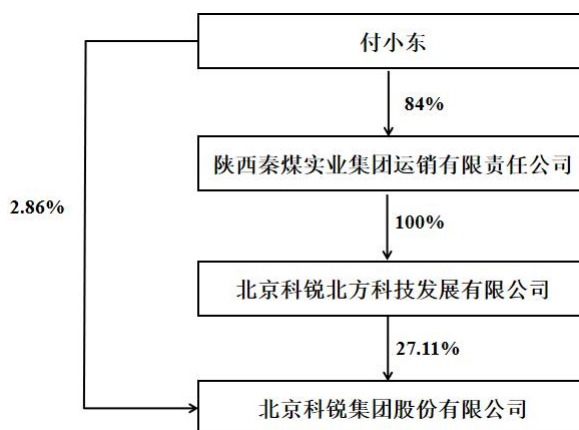 付小东
84%
陕西秦煤实业集团运销有限责任公司
2.86%
100%
北京科锐北方科技发展有限公司
27.11%
北京科锐集团股份有限公司